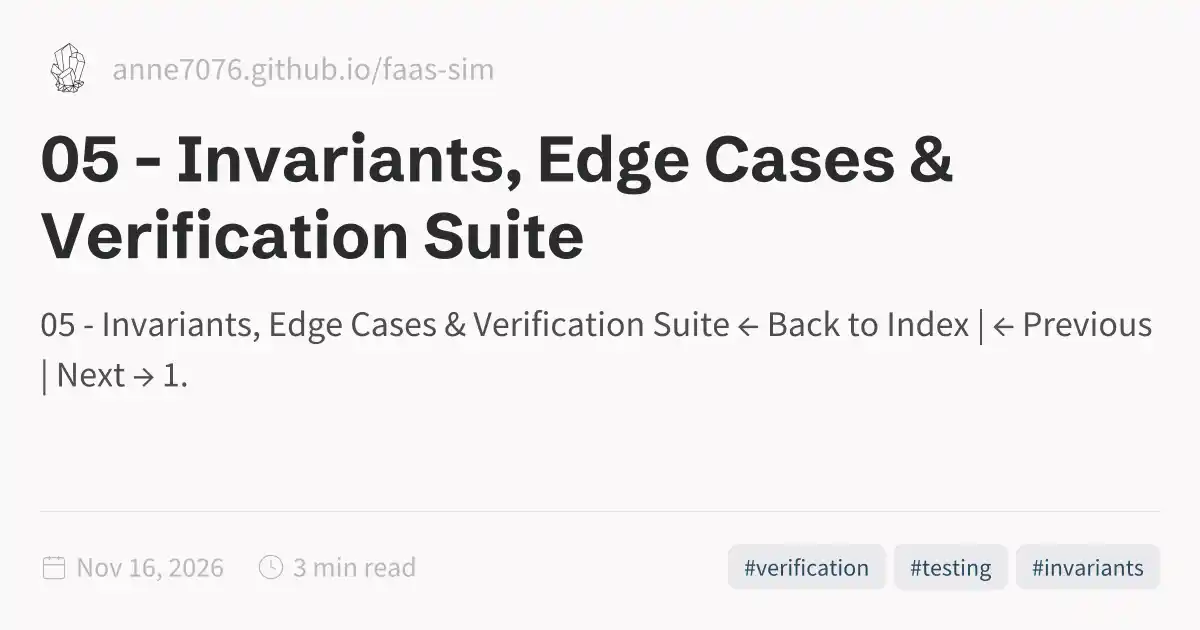 anne7076.github.io/faas-sim
05 - Invariants, Edge Cases &
Verification Suite
05 - Invariants, Edge Cases & Verification Suite ← Back to Index | ← Previous
| Next → 1.
Nov 16, 2026 3 min read #verification #testing #invariants